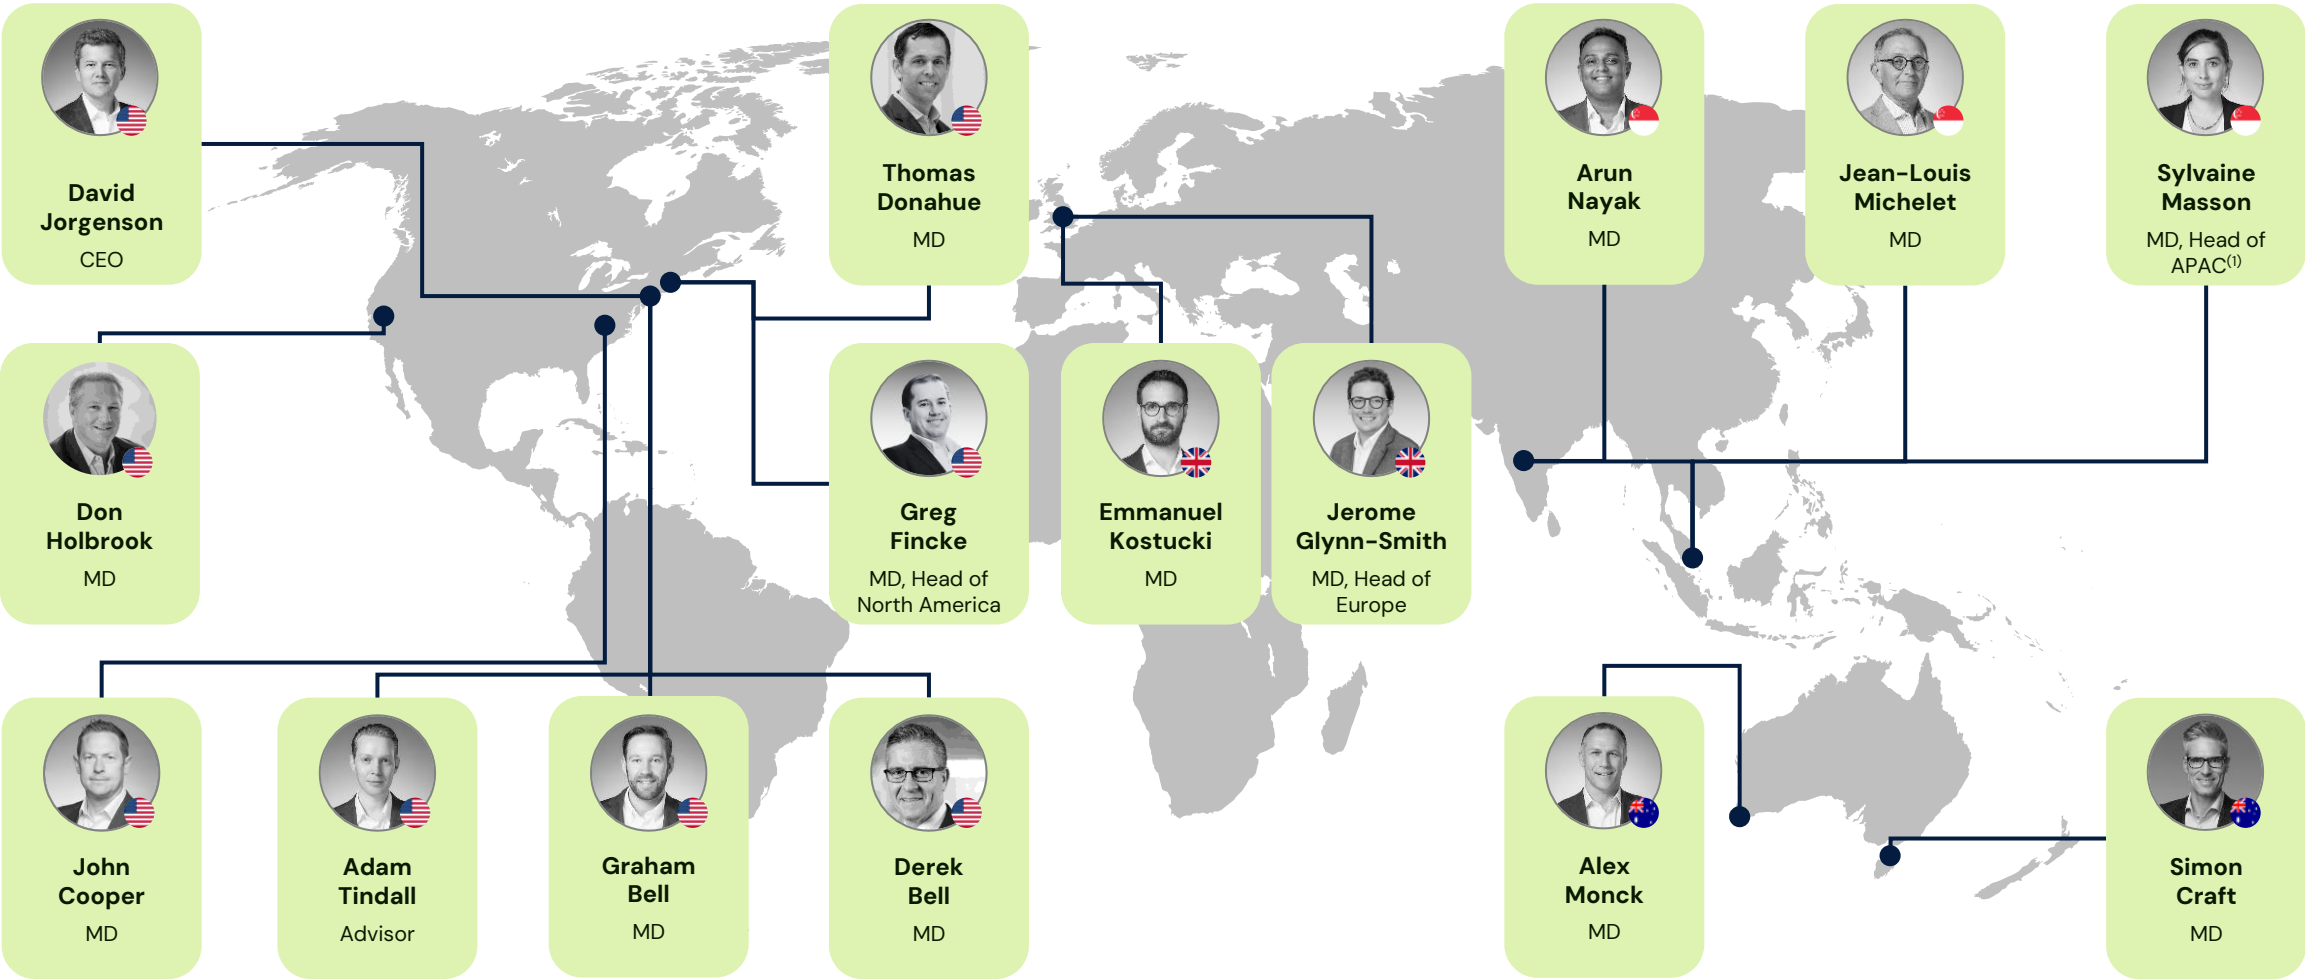 David
Jorgenson
CEO
Thomas
Donahue
MD
Arun
Nayak
MD
Jean-Louis
Michelet
MD
Sylvaine
Masson
MD, Head of
APAC(1)
Don
Holbrook
MD
Greg
Fincke
MD, Head of
North America
Emmanuel
Kostucki
MD
Jerome
Glynn-Smith
MD, Head of
Europe
John
Cooper
MD
Adam
Tindall
Advisor
Graham
Bell
MD
Derek
Bell
MD
Alex
Monck
MD
Simon
Craft
MD